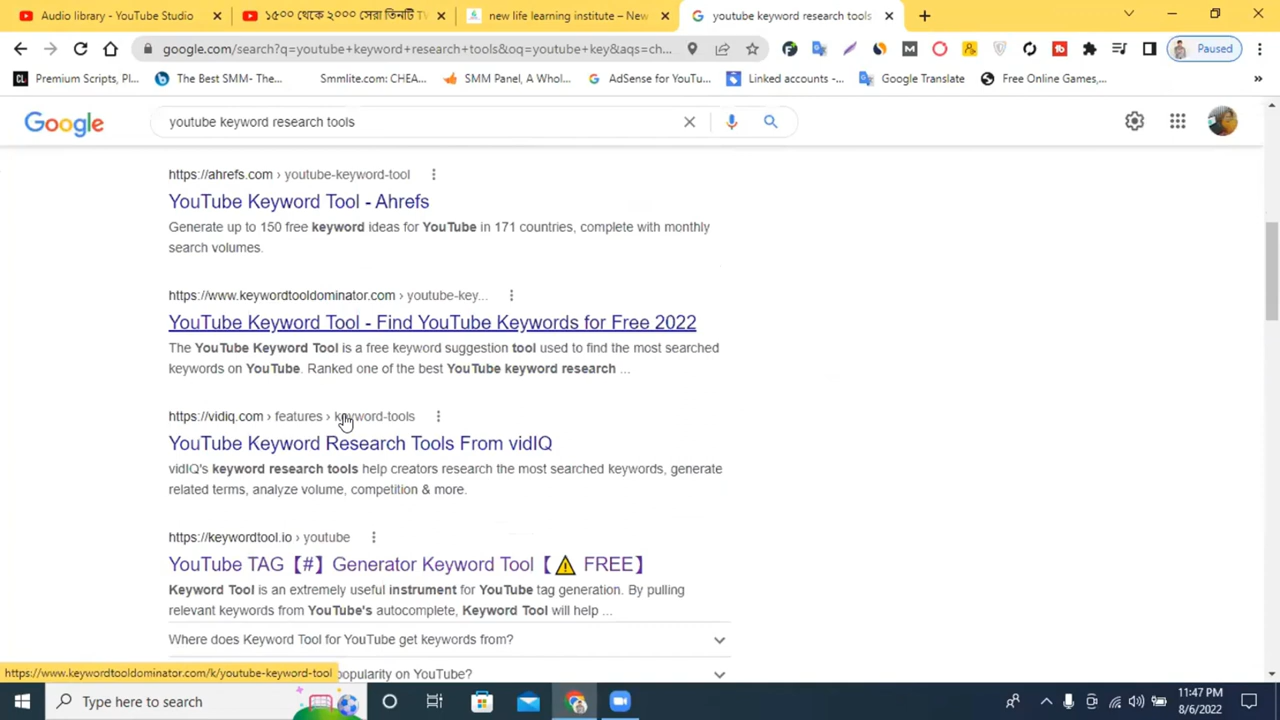 Audio library - YouTube Studio
১৫০০ থেকে ২০০০ সেরা তিনটি
new life learning institute – New
youtube keyword research tools
google.com/search?q=youtube+keyword+research+tools&oq=youtube+key&aqs=ch...
Paused
Premium Scripts, Pl...
The Best SMM- The...
Smmlite.com: CHEA...
SMM Panel, A Whol...
AdSense for YouTu...
Linked accounts -...
Google Translate
Free Online Games,...
Google
youtube keyword research tools
https://ahrefs.com › youtube-keyword-tool
YouTube Keyword Tool - Ahrefs
Generate up to 150 free keyword ideas for YouTube in 171 countries, complete with monthly
search volumes.
https://www.keywordtooldominator.com › youtube-key...
YouTube Keyword Tool - Find YouTube Keywords for Free 2022
The YouTube Keyword Tool is a free keyword suggestion tool used to find the most searched
keywords on YouTube. Ranked one of the best YouTube keyword research ...
https://vidiq.com › features › keyword-tools
YouTube Keyword Research Tools From vidIQ
vidIQ's keyword research tools help creators research the most searched keywords, generate
related terms, analyze volume, competition & more.
https://keywordtool.io › youtube
YouTube TAG【#】Generator Keyword Tool【⚠️ FREE】
Keyword Tool is an extremely useful instrument for YouTube tag generation. By pulling
relevant keywords from YouTube's autocomplete, Keyword Tool will help ...
Where does Keyword Tool for YouTube get keywords from?
https://www.keywordtooldominator.com/k/youtube-keyword-tool
popularity on YouTube?
Type here to search
11:47 PM
8/6/2022